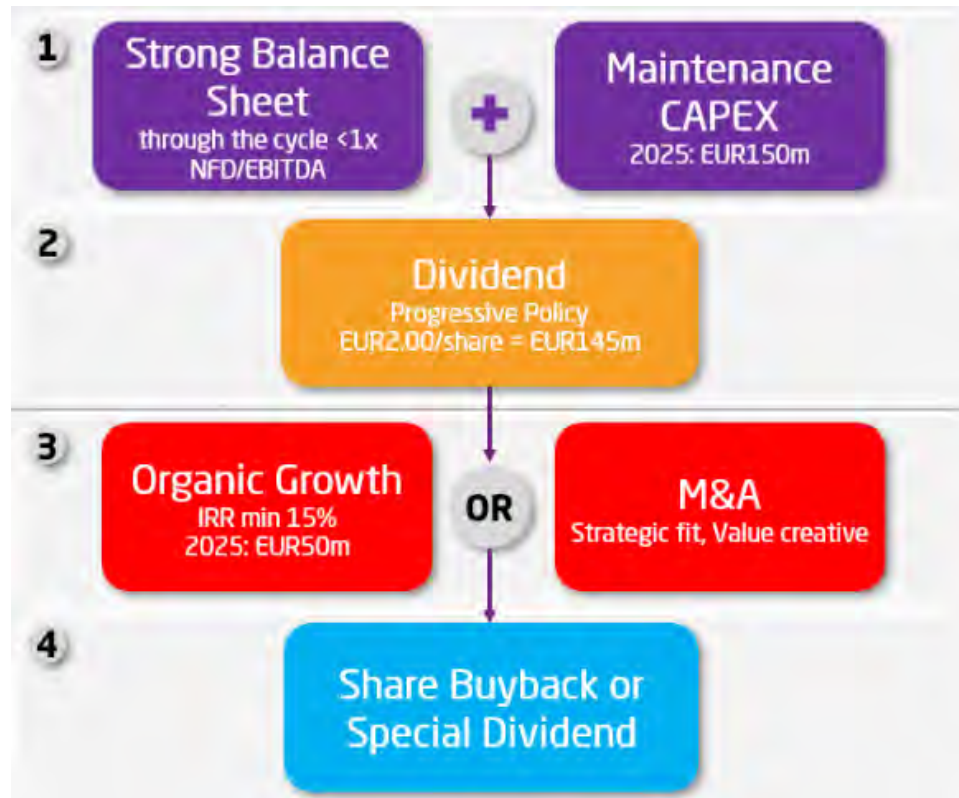 1
Strong Balance
Sheet
through the cycle <1x
NFD/EBITDA
+
Maintenance
CAPEX
2025: EUR150m
2
Dividend
Progressive Policy
EUR2.00/share = EUR145m
3
Organic Growth
IRR min 15%
2025: EUR50m
OR
M&A
Strategic fit, Value creative
4
Share Buyback or
Special Dividend